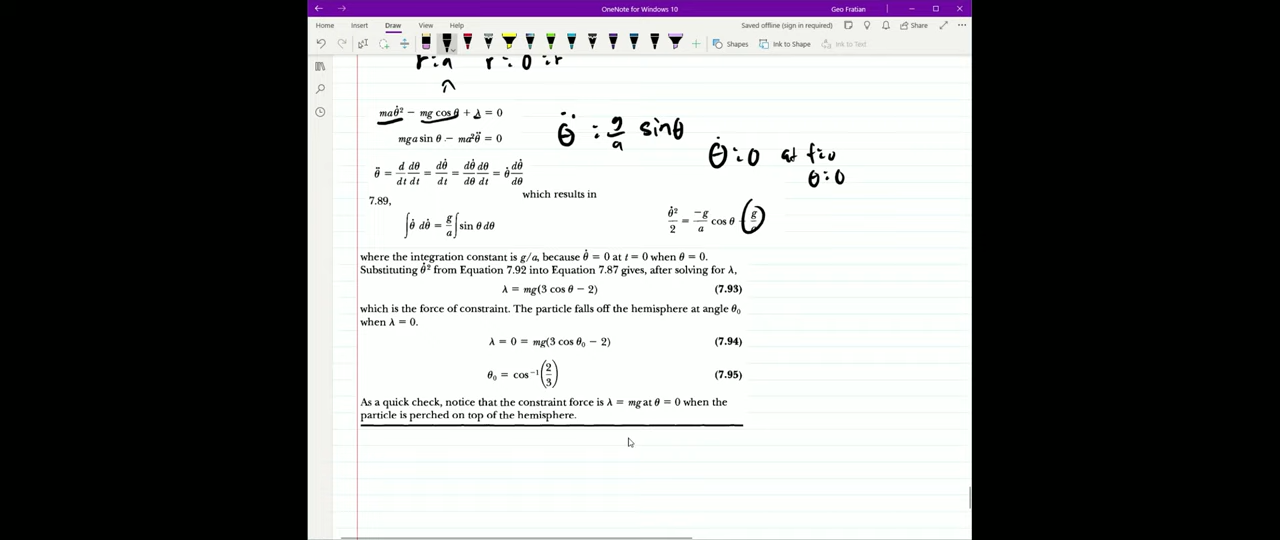 OneNote for Windows 10
Geo Fratian
Home Insert Draw View Help
Saved offline (sign in required)
Share
Shapes
Ink to Shape
Ink to Text
r = a r̈ = 0 = ṙ
maθ̇² − mg cos θ + λ = 0
mga sin θ − ma²θ̈ = 0
θ̈ = g/a sinθ
θ̇ = 0 at t=0
θ=0
θ̈ = d/dt dθ/dt = dθ̇/dt = dθ̇/dθ dθ/dt = θ̇ dθ̇/dθ
which results in
7.89,
∫ θ̇ dθ̇ = g/a ∫ sin θ dθ
θ̇²/2 = −g/a cos θ
where the integration constant is g/a, because θ̇ = 0 at t = 0 when θ = 0.
Substituting θ̇² from Equation 7.92 into Equation 7.87 gives, after solving for λ,
λ = mg(3 cos θ − 2) (7.93)
which is the force of constraint. The particle falls off the hemisphere at angle θ₀
when λ = 0.
λ = 0 = mg(3 cos θ₀ − 2) (7.94)
θ₀ = cos⁻¹(2/3) (7.95)
As a quick check, notice that the constraint force is λ = mg at θ = 0 when the
particle is perched on top of the hemisphere.